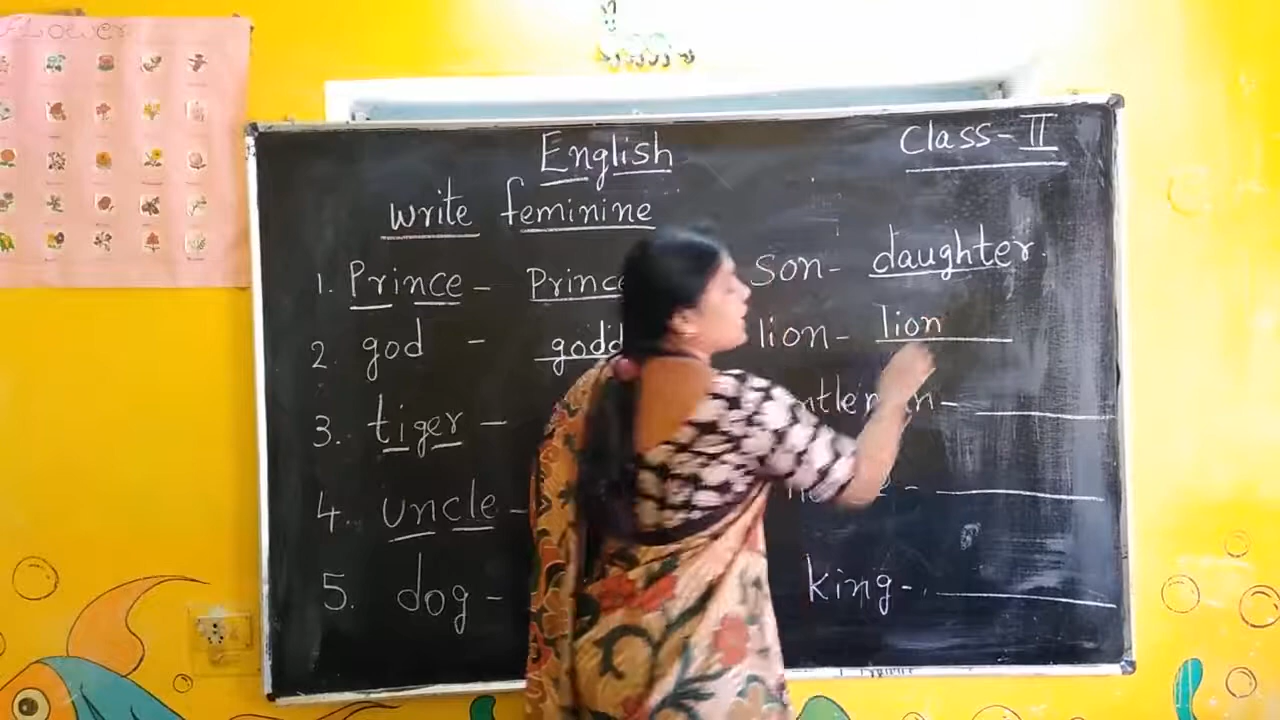 FLOWER
English
Class-II
Write feminine
1. Prince - Prince
Son- daughter.
2. god - godd
lion- lion
3. tiger -
4. uncle -
5. dog -
king-